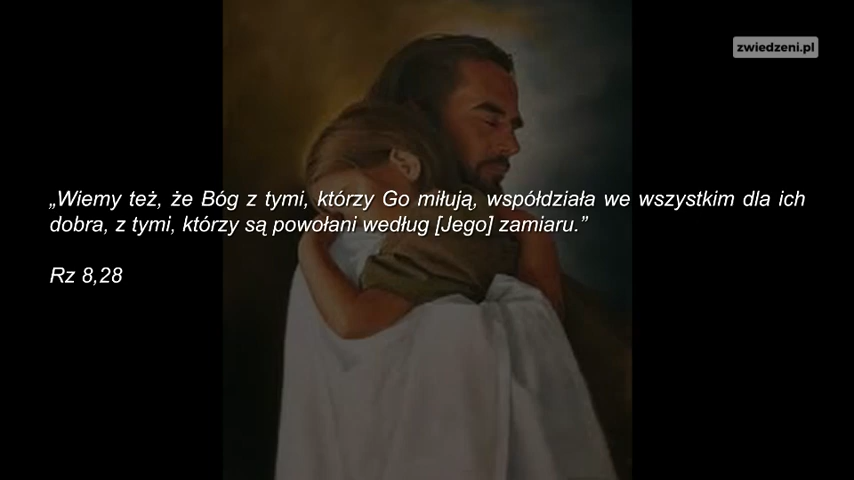 zwiedzeni.pl
„Wiemy też, że Bóg z tymi, którzy Go miłują, współdziała we wszystkim dla ich
dobra, z tymi, którzy są powołani według [Jego] zamiaru.”
Rz 8,28